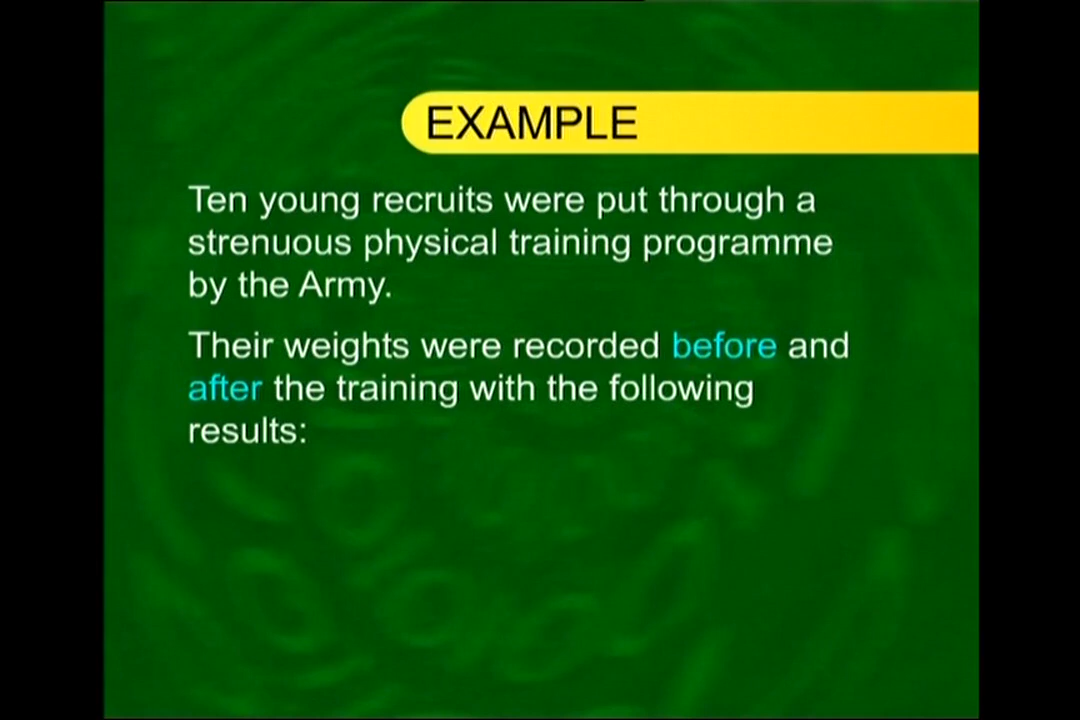 EXAMPLE
Ten young recruits were put through a
strenuous physical training programme
by the Army.
Their weights were recorded before and
after the training with the following
results: